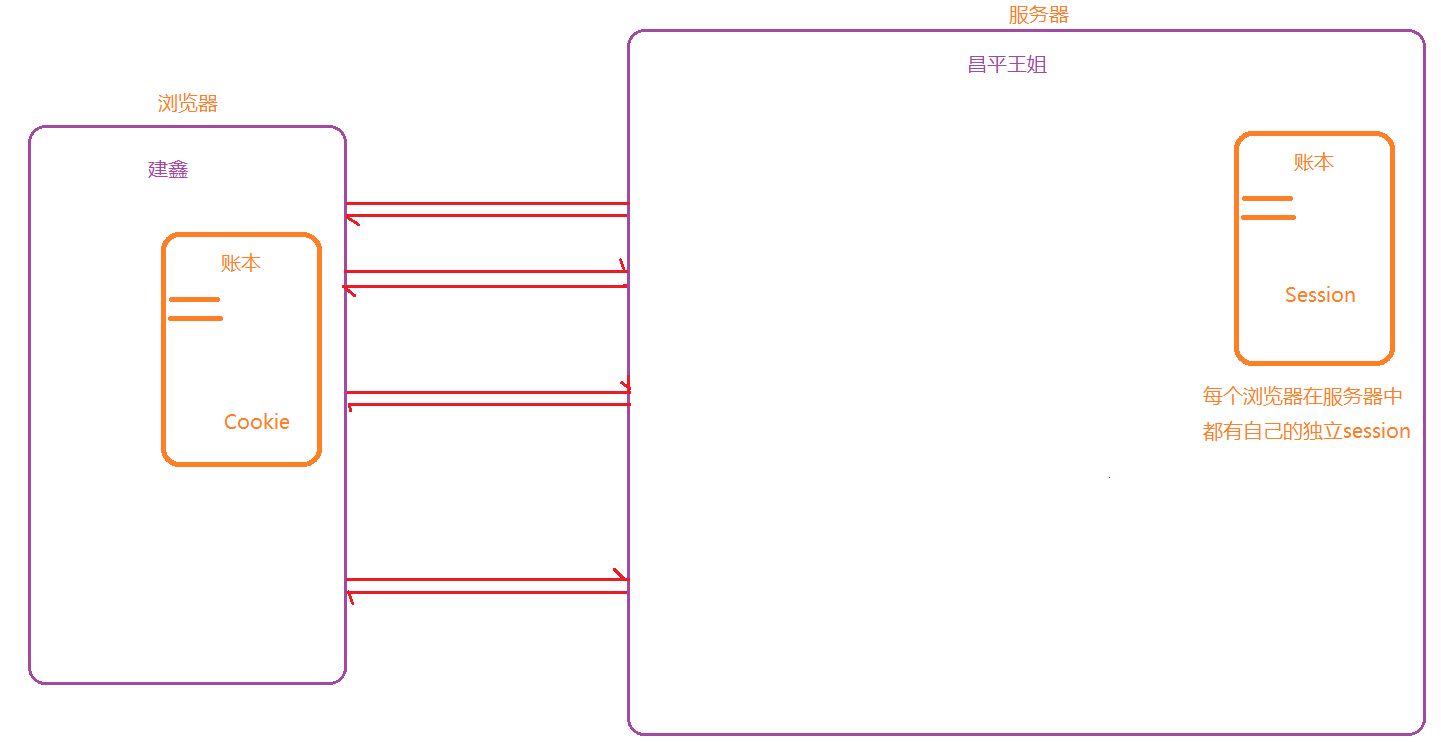 服务器
昌平王姐
浏览器
建鑫
账本
Cookie
账本
Session
每个浏览器在服务器中
都有自己的独立session